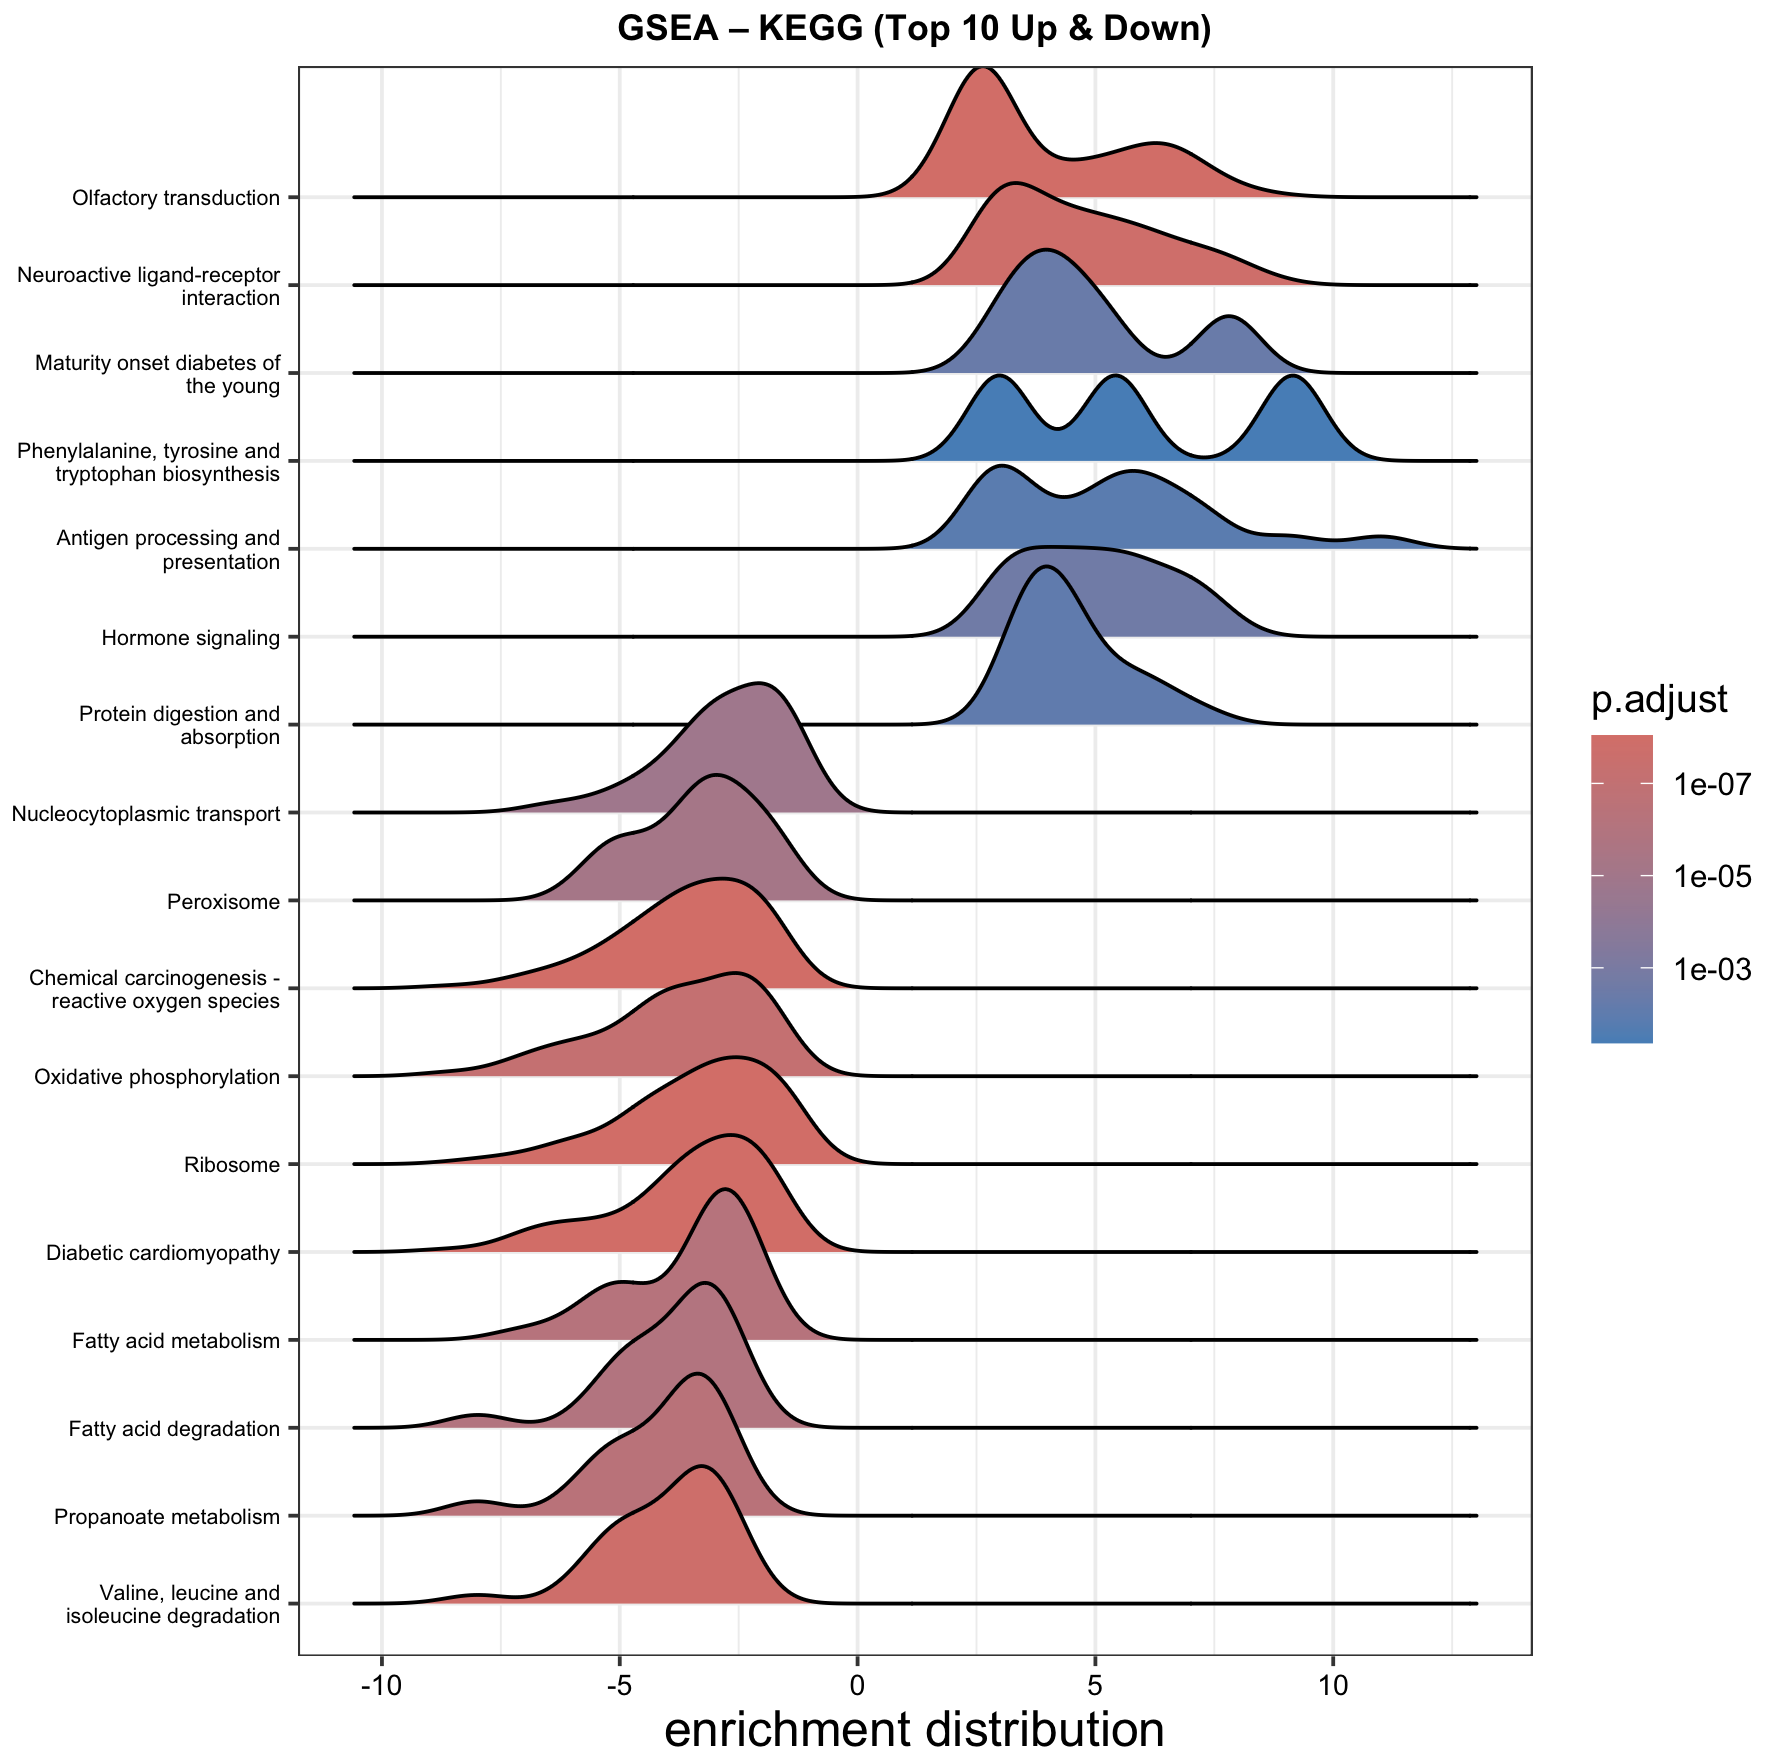 GSEA – KEGG (Top 10 Up & Down)
Olfactory transduction
Neuroactive ligand-receptor
interaction
Maturity onset diabetes of
the young
Phenylalanine, tyrosine and
tryptophan biosynthesis
Antigen processing and
presentation
Hormone signaling
Protein digestion and
absorption
Nucleocytoplasmic transport
Peroxisome
Chemical carcinogenesis -
reactive oxygen species
Oxidative phosphorylation
Ribosome
Diabetic cardiomyopathy
Fatty acid metabolism
Fatty acid degradation
Propanoate metabolism
Valine, leucine and
isoleucine degradation
-10 -5 0 5 10
enrichment distribution
p.adjust
1e-07
1e-05
1e-03